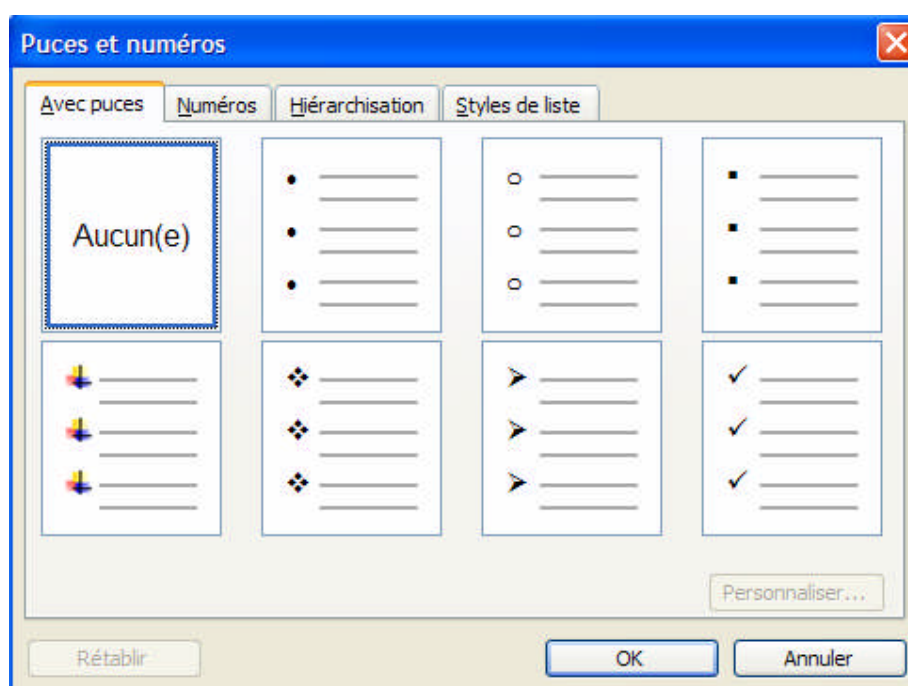 Puces et numéros
Avec puces Numéros Hiérarchisation Styles de liste
Aucun(e)
Personnaliser...
Rétablir OK Annuler